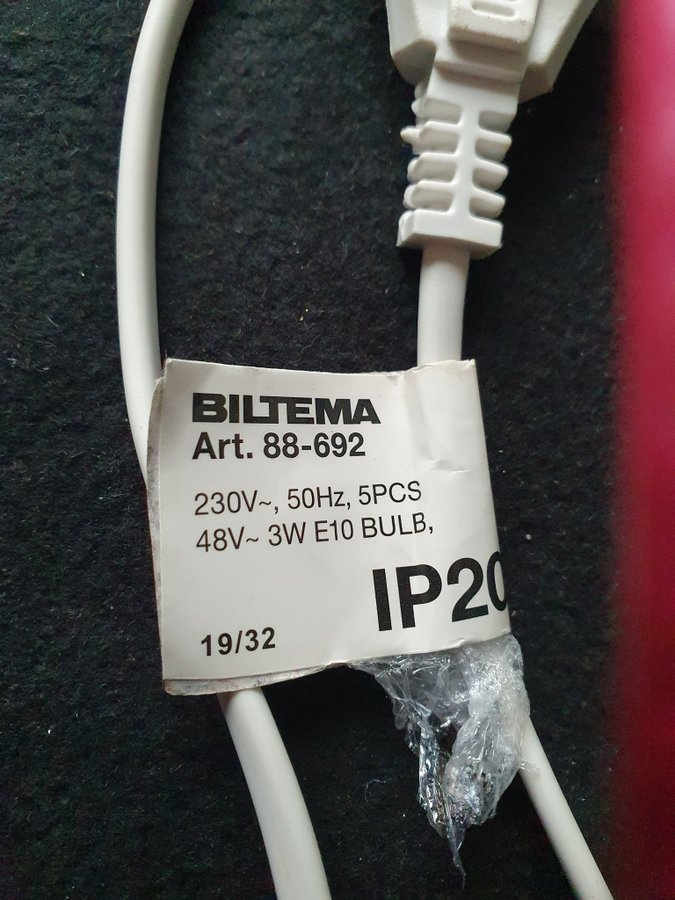 BILTEMA
Art. 88-692
230V~, 50Hz, 5PCS
48V~ 3W E10 BULB,
IP20
19/32